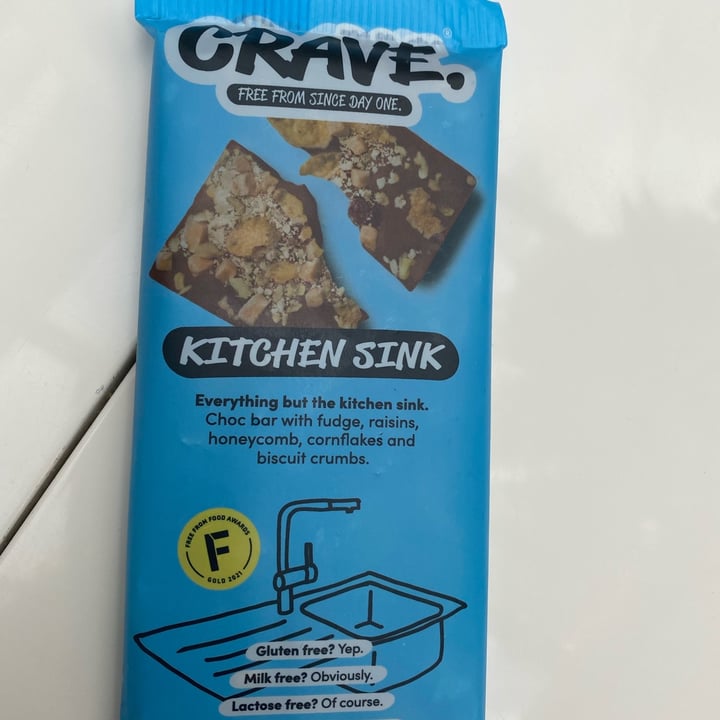 CRAVE.
®
FREE FROM SINCE DAY ONE.
KITCHEN SINK
Everything but the kitchen sink.
Choc bar with fudge, raisins,
honeycomb, cornflakes and
biscuit crumbs.
FREE FROM FOOD AWARDS
F
GOLD 2021
Gluten free? Yep.
Milk free? Obviously.
Lactose free? Of course.